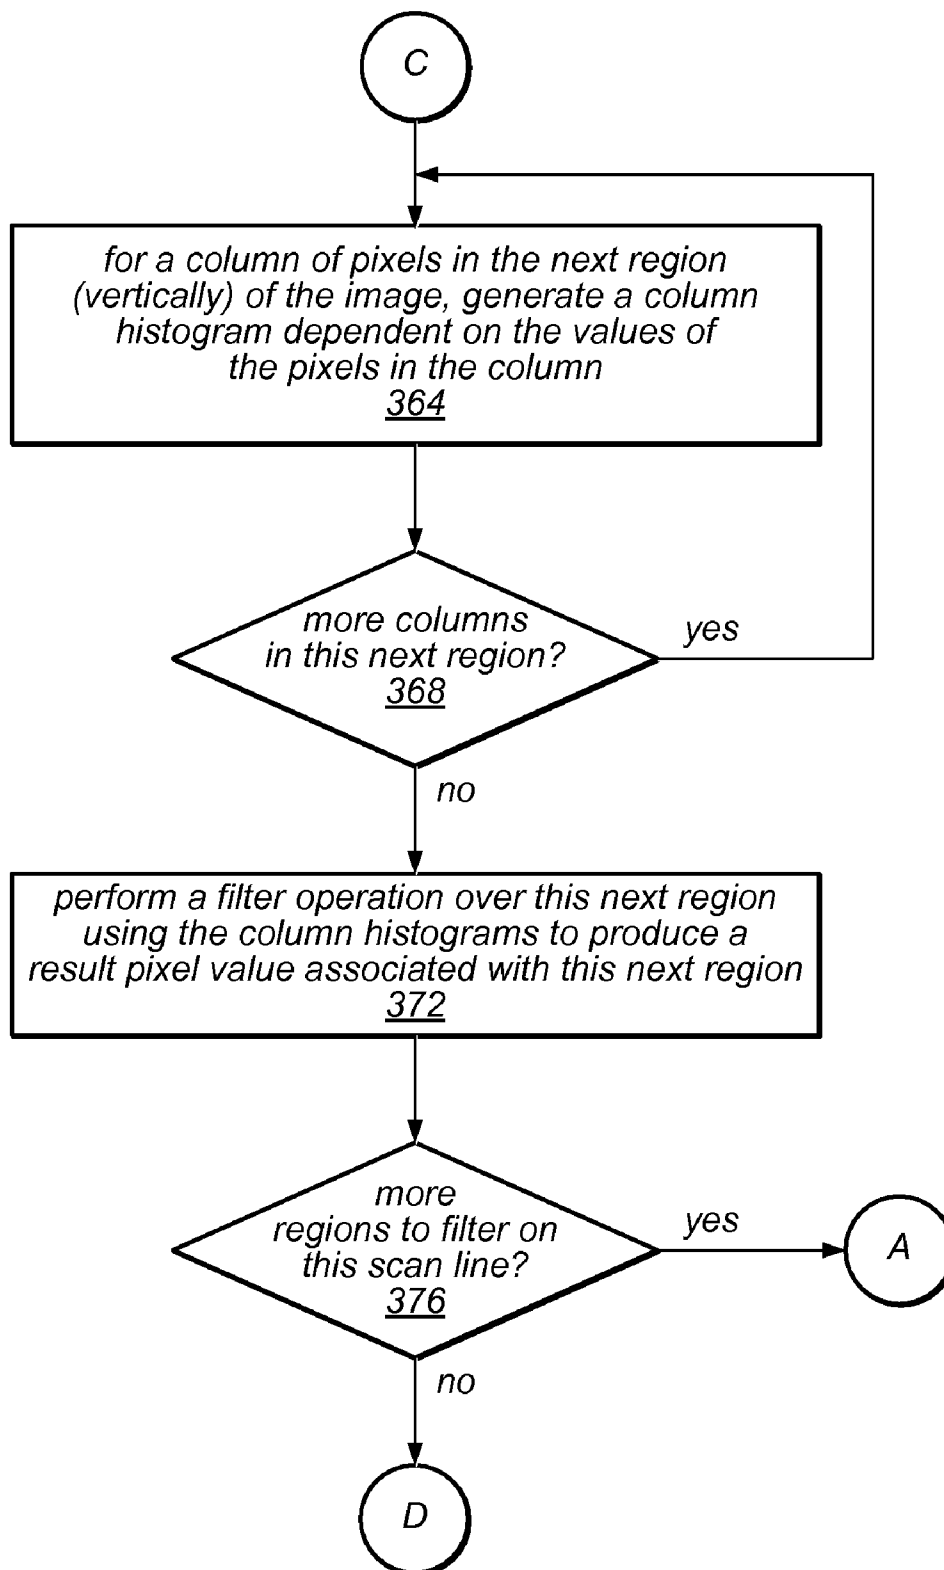 C
for a column of pixels in the next region
(vertically) of the image, generate a column
histogram dependent on the values of
the pixels in the column
364
more columns
in this next region?
368
yes
no
perform a filter operation over this next region
using the column histograms to produce a
result pixel value associated with this next region
372
more
regions to filter on
this scan line?
376
yes
A
no
D